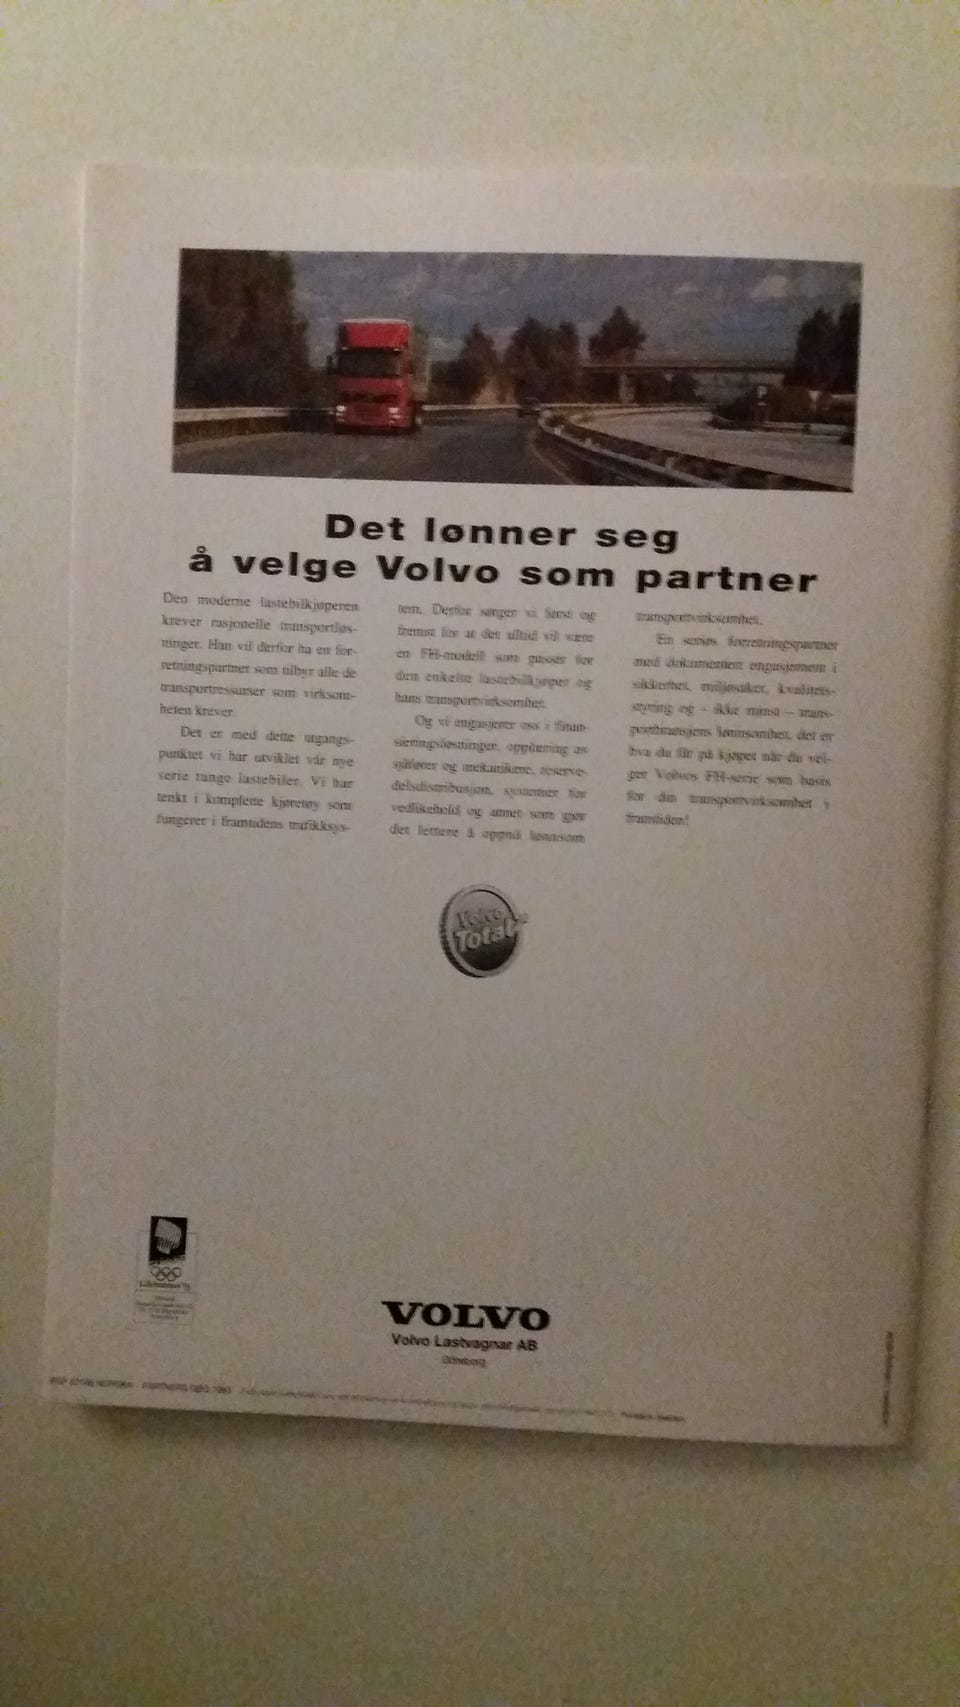 Det lønner seg
å velge Volvo som partner
Den moderne lastebilkjøperen
krever rasjonelle transportløs-
ninger. Han vil derfor ha en for-
retningspartner som tilbyr alle de
transportressurser som virksom-
heten krever.
Det er med dette utgangs-
punktet vi har utviklet vår nye
serie tunge lastebiler. Vi har
tenkt i komplette kjøretøy som
fungerer i framtidens trafikksys-
tem. Derfor sørger vi først og
fremst for at det alltid vil være
en FH-modell som passer for
den enkelte lastebilkjøper og
hans transportvirksomhet.
Og vi engasjerer oss i finan-
sieringsløsninger, opplæring av
sjåfører og mekanikere, reserve-
delsdistribusjon, systemer for
vedlikehold og annet som gjør
det lettere å oppnå lønnsom
transportvirksomhet.
En seriøs forretningspartner
med dokumentert engasjement i
sikkerhet, miljøsaker, kvalitets-
styring og – ikke minst – trans-
portbransjens lønnsomhet, det er
hva du får på kjøpet når du vel-
ger Volvos FH-serie som basis
for din transportvirksomhet i
framtiden!
Volvo
Total
P
Lillehammer'94
VOLVO
Volvo Lastvagnar AB
Göteborg
NORSKA
1993